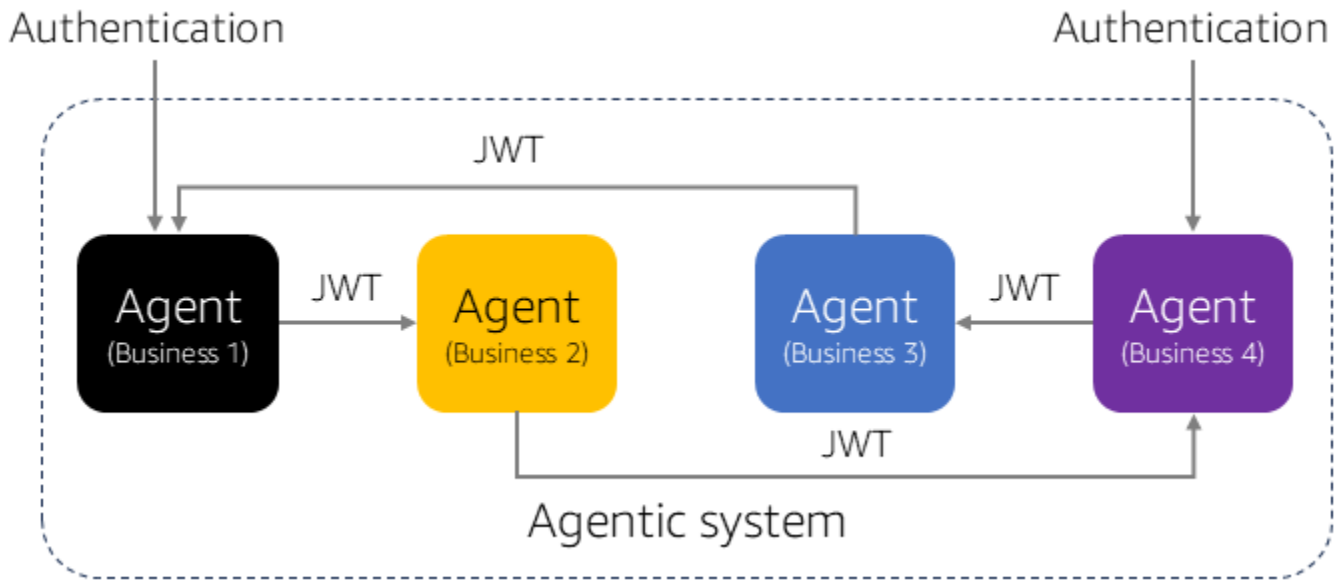 Authentication
Authentication
JWT
Agent
(Business 1)
JWT
Agent
(Business 2)
Agent
(Business 3)
JWT
Agent
(Business 4)
JWT
Agentic system